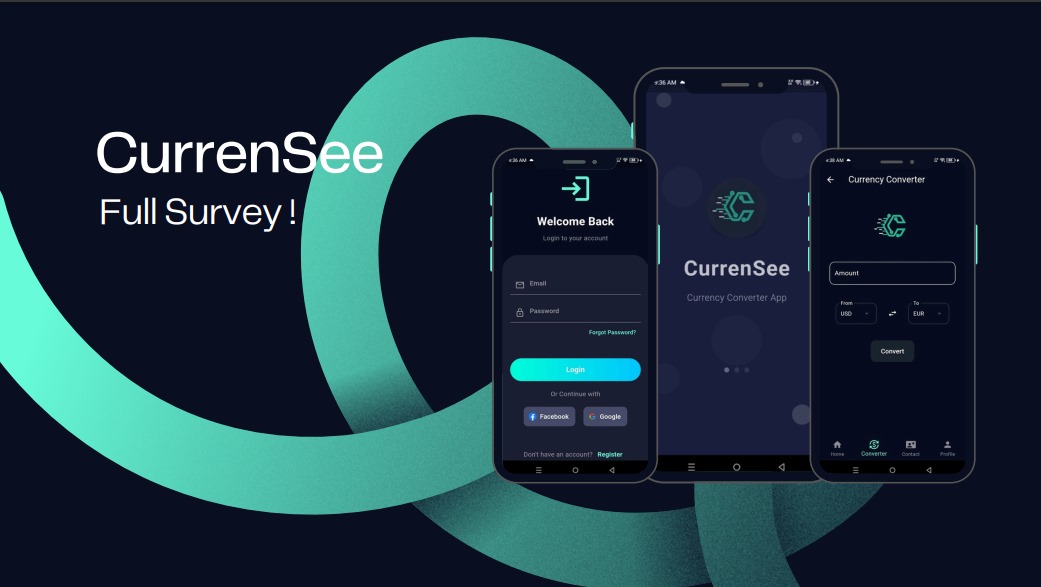 CurrenSee
Full Survey !
4:36 AM
Welcome Back
Login to your account
Email
Password
Forgot Password?
Login
Or Continue with
Facebook
Google
Don't have an account? Register
9:36 AM
CurrenSee
Currency Converter App
4:38 AM
Currency Converter
Amount
From
To
USD
EUR
Convert
Home
Converter
Contact
Profile